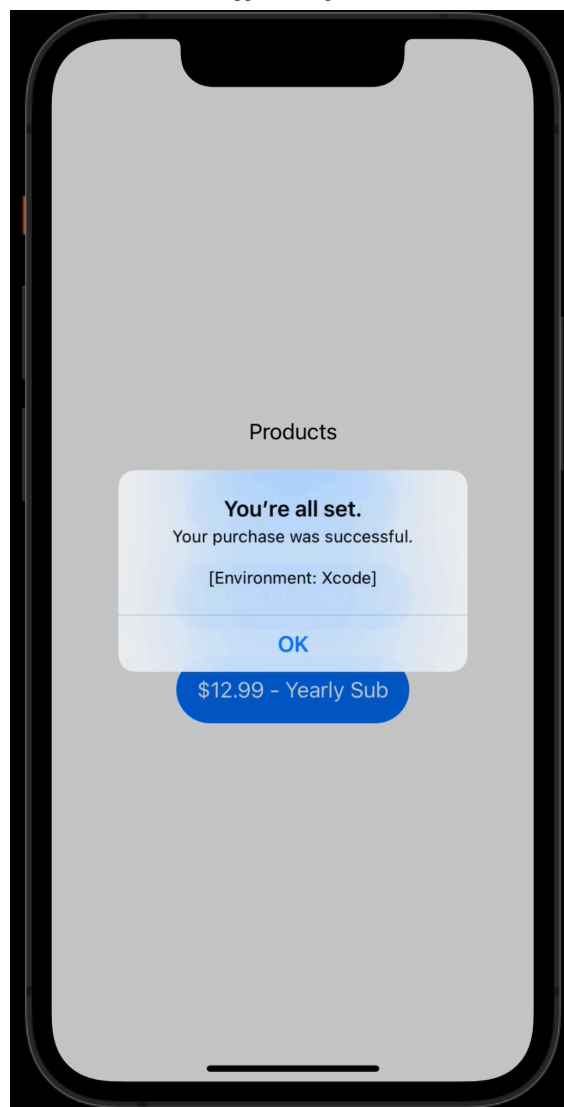 Products
You're all set.
Your purchase was successful.
[Environment: Xcode]
OK
$12.99 – Yearly Sub